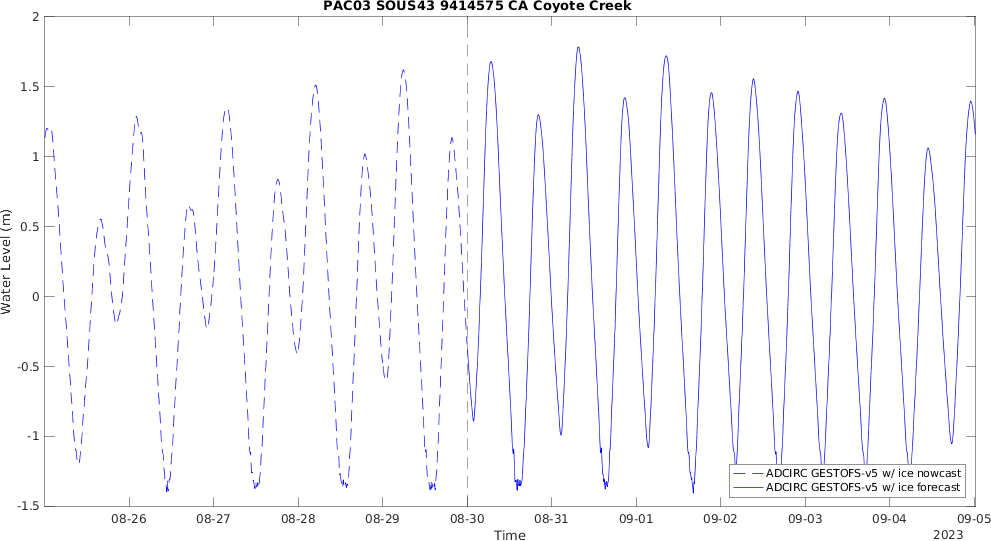 PAC03 SOUS43 9414575 CA Coyote Creek
2
1.5
1
0.5
0
-0.5
-1
-1.5
Water Level (m)
08-26 08-27 08-28 08-29 08-30 08-31 09-01 09-02 09-03 09-04 09-05
Time
2023
ADCIRC GESTOFS-v5 w/ ice nowcast
ADCIRC GESTOFS-v5 w/ ice forecast